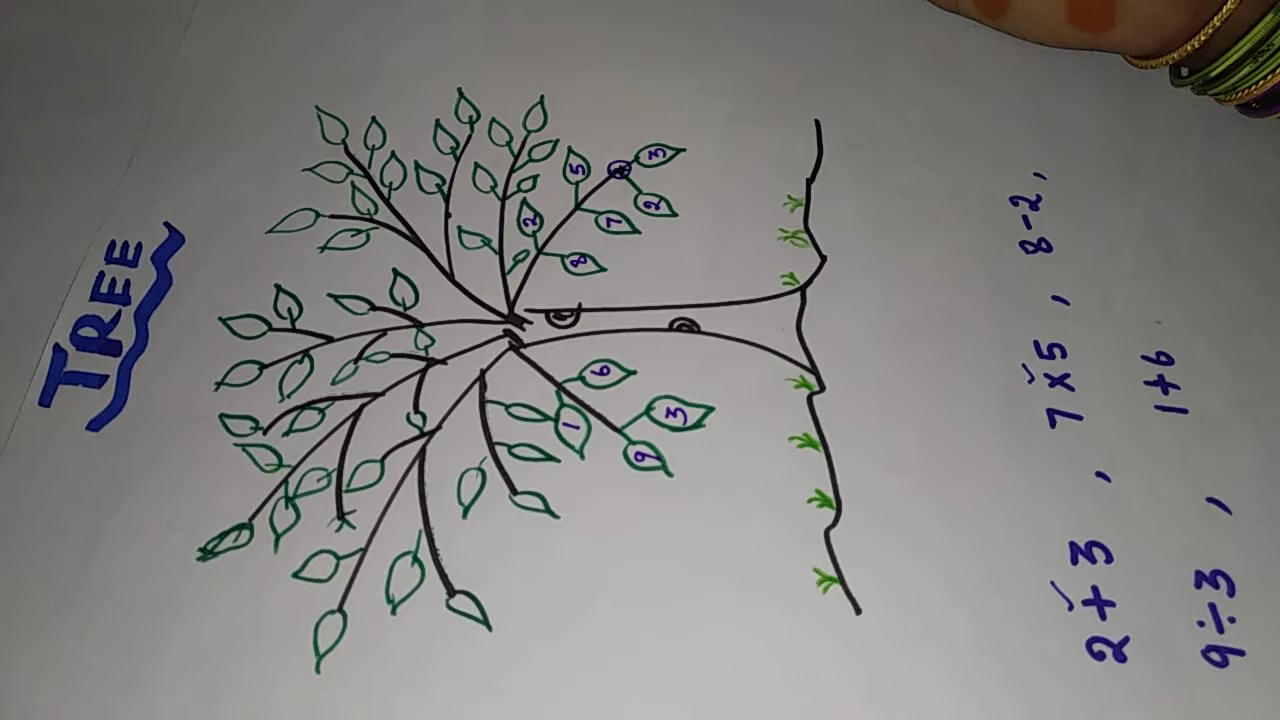 TREE
2
1 8 5
6 7
9 3 2 3
2 + 3 , 7 × 5 , 8-2 ,
9 ÷ 3 , 1+6